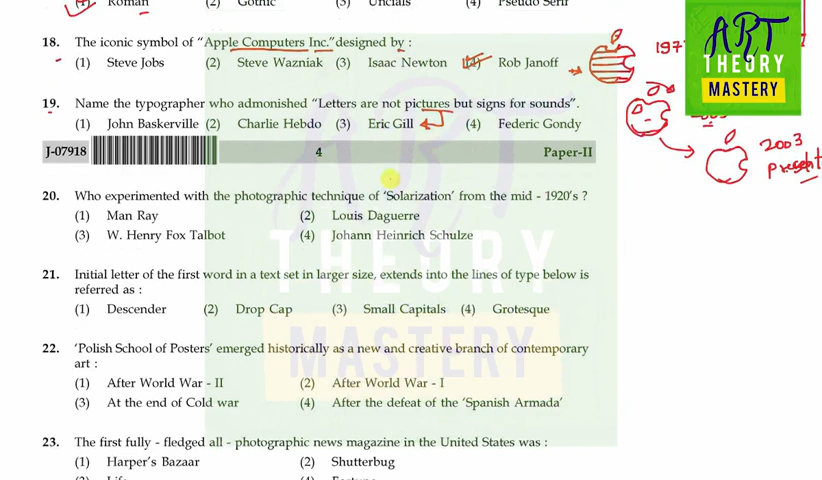 (1) Roman (2) Gothic (3) Uncials (4) Pseudo Serif
18. The iconic symbol of "Apple Computers Inc." designed by :
(1) Steve Jobs (2) Steve Wazniak (3) Isaac Newton (4) Rob Janoff
197
19. Name the typographer who admonished "Letters are not pictures but signs for sounds".
(1) John Baskerville (2) Charlie Hebdo (3) Eric Gill (4) Federic Gondy
2003
Present
J-07918 4 Paper-II
20. Who experimented with the photographic technique of 'Solarization' from the mid - 1920's ?
(1) Man Ray (2) Louis Daguerre
(3) W. Henry Fox Talbot (4) Johann Heinrich Schulze
21. Initial letter of the first word in a text set in larger size, extends into the lines of type below is
referred as :
(1) Descender (2) Drop Cap (3) Small Capitals (4) Grotesque
22. 'Polish School of Posters' emerged historically as a new and creative branch of contemporary
art :
(1) After World War - II (2) After World War - I
(3) At the end of Cold war (4) After the defeat of the 'Spanish Armada'
23. The first fully - fledged all - photographic news magazine in the United States was :
(1) Harper's Bazaar (2) Shutterbug
(3) Life (4) Fortune
ART
THEORY
MASTERY
ART
THEORY
MASTERY